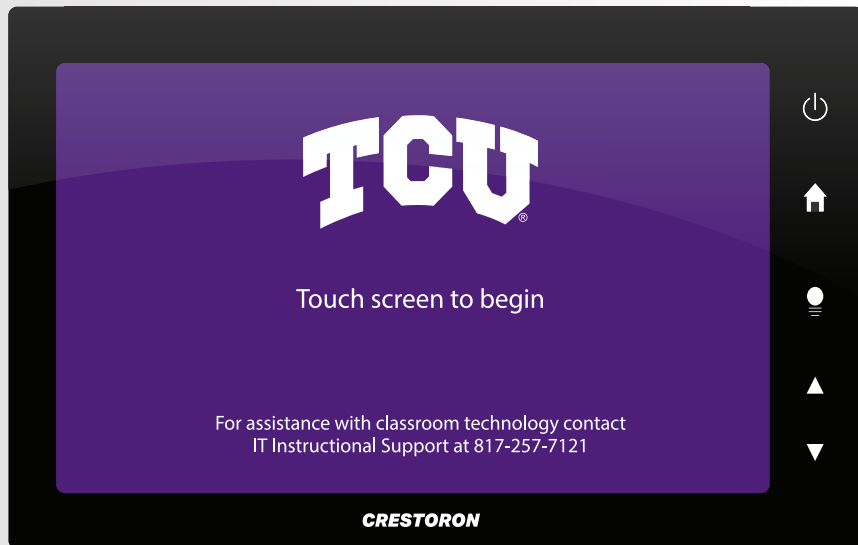 TCU
®
Touch screen to begin
For assistance with classroom technology contact
IT Instructional Support at 817-257-7121
CRESTORON